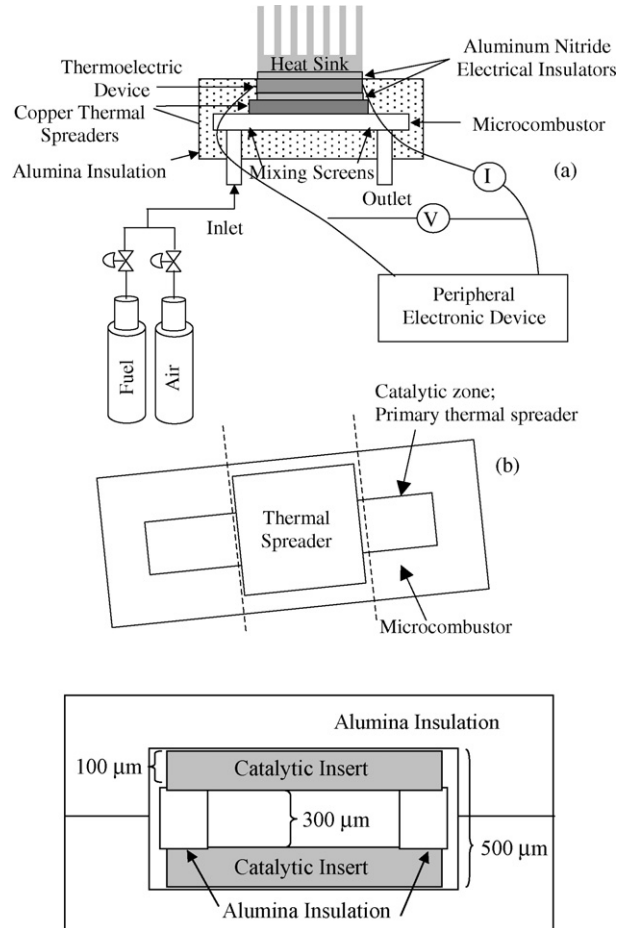 Heat Sink
Aluminum Nitride
Electrical Insulators
Thermoelectric
Device
Copper Thermal
Spreaders
Microcombustor
Alumina Insulation
Mixing Screens
(a)
I
Outlet
Inlet
V
Peripheral
Electronic Device
Fuel
Air
Catalytic zone;
Primary thermal spreader
(b)
Thermal
Spreader
Microcombustor
Alumina Insulation
100 μm
Catalytic Insert
300 μm
500 μm
Catalytic Insert
Alumina Insulation